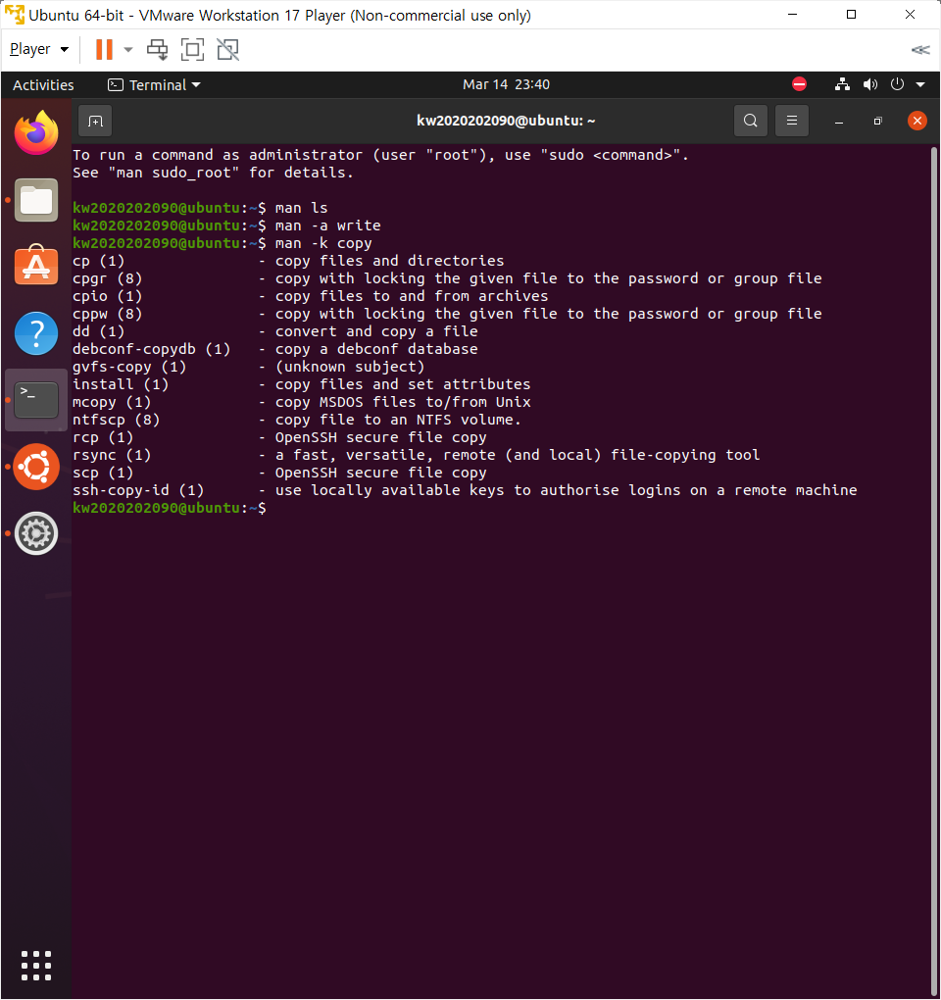 Ubuntu 64-bit - VMware Workstation 17 Player (Non-commercial use only)
Player
Activities Terminal Mar 14 23:40
kw2020202090@ubuntu: ~
To run a command as administrator (user "root"), use "sudo <command>".
See "man sudo_root" for details.
kw2020202090@ubuntu:~$ man ls
kw2020202090@ubuntu:~$ man -a write
kw2020202090@ubuntu:~$ man -k copy
cp (1)               - copy files and directories
cpgr (8)             - copy with locking the given file to the password or group file
cpio (1)             - copy files to and from archives
cppw (8)             - copy with locking the given file to the password or group file
dd (1)               - convert and copy a file
debconf-copydb (1)   - copy a debconf database
gvfs-copy (1)        - (unknown subject)
install (1)          - copy files and set attributes
mcopy (1)            - copy MSDOS files to/from Unix
ntfscp (8)           - copy file to an NTFS volume.
rcp (1)              - OpenSSH secure file copy
rsync (1)            - a fast, versatile, remote (and local) file-copying tool
scp (1)              - OpenSSH secure file copy
ssh-copy-id (1)      - use locally available keys to authorise logins on a remote machine
kw2020202090@ubuntu:~$